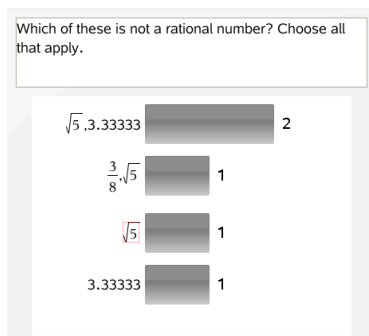 Which of these is not a rational number? Choose all
that apply.
√5,3.33333 2
3/8,√5 1
√5 1
3.33333 1